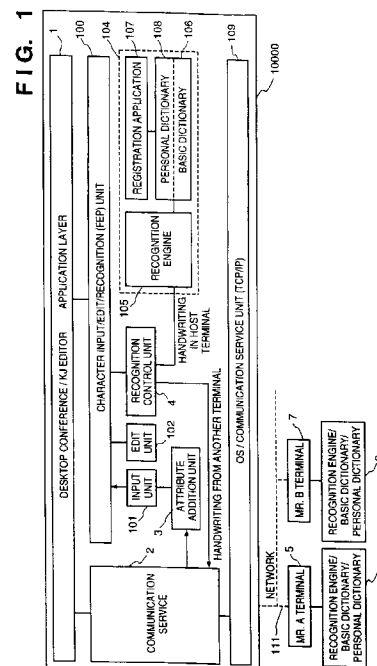 FIG. 1
1
DESKTOP CONFERENCE / KJ EDITOR
APPLICATION LAYER
100
CHARACTER INPUT/EDIT/RECOGNITION (FEP) UNIT
104
107
REGISTRATION APPLICATION
108
PERSONAL DICTIONARY
106
BASIC DICTIONARY
RECOGNITION
ENGINE
105
HANDWRITING
IN HOST
TERMINAL
RECOGNITION
CONTROL UNIT
4
EDIT
UNIT
102
INPUT
UNIT
101
ATTRIBUTE
ADDITION UNIT
3
HANDWRITING FROM ANOTHER TERMINAL
2
COMMUNICATION
SERVICE
109
OS / COMMUNICATION SERVICE UNIT (TCP/IP)
10000
NETWORK
111
5
MR. A TERMINAL
RECOGNITION ENGINE/
BASIC DICTIONARY/
PERSONAL DICTIONARY
7
MR. B TERMINAL
RECOGNITION ENGINE/
BASIC DICTIONARY/
PERSONAL DICTIONARY